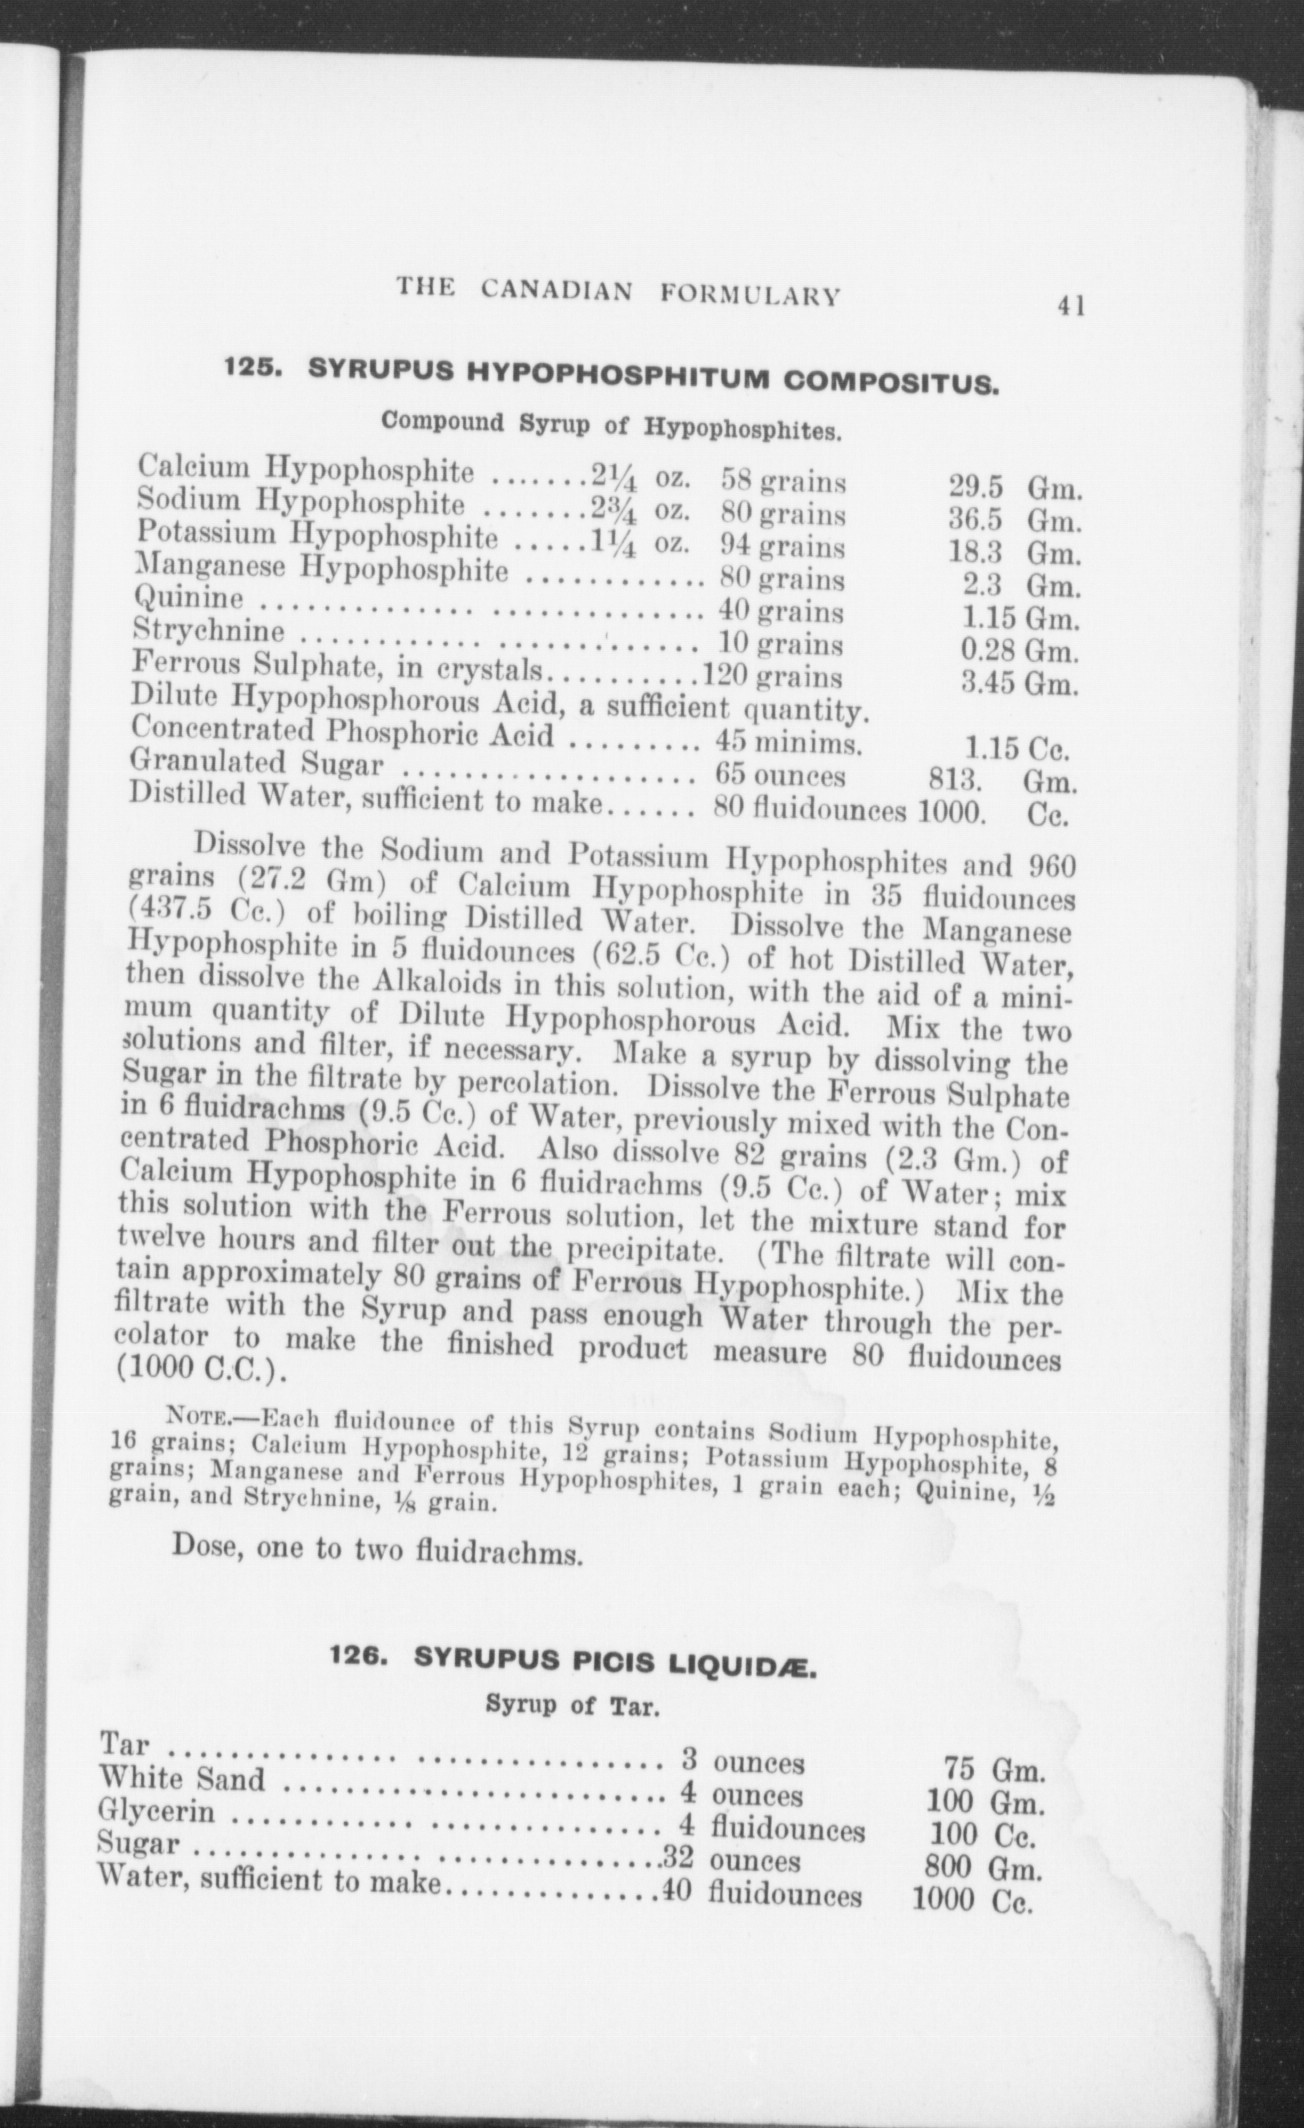 THE CANADIAN FORMULARY 41
125. SYRUPUS HYPOPHOSPHITUM COMPOSITUS.
Compound Syrup of Hypophosphites.
Calcium Hypophosphite .......2¼ oz. 58 grains 29.5 Gm.
Sodium Hypophosphite .......2¾ oz. 80 grains 36.5 Gm.
Potassium Hypophosphite .....1¼ oz. 94 grains 18.3 Gm.
Manganese Hypophosphite ............ 80 grains 2.3 Gm.
Quinine .............. .............. 40 grains 1.15 Gm.
Strychnine ............ ............. 10 grains 0.28 Gm.
Ferrous Sulphate, in crystals..........120 grains 3.45 Gm.
Dilute Hypophosphorous Acid, a sufficient quantity.
Concentrated Phosphoric Acid ......... 45 minims. 1.15 Cc.
Granulated Sugar ................... 65 ounces 813. Gm.
Distilled Water, sufficient to make...... 80 fluidounces 1000. Cc.
Dissolve the Sodium and Potassium Hypophosphites and 960
grains (27.2 Gm) of Calcium Hypophosphite in 35 fluidounces
(437.5 Cc.) of boiling Distilled Water. Dissolve the Manganese
Hypophosphite in 5 fluidounces (62.5 Cc.) of hot Distilled Water,
then dissolve the Alkaloids in this solution, with the aid of a mini-
mum quantity of Dilute Hypophosphorous Acid. Mix the two
solutions and filter, if necessary. Make a syrup by dissolving the
Sugar in the filtrate by percolation. Dissolve the Ferrous Sulphate
in 6 fluidrachms (9.5 Cc.) of Water, previously mixed with the Con-
centrated Phosphoric Acid. Also dissolve 82 grains (2.3 Gm.) of
Calcium Hypophosphite in 6 fluidrachms (9.5 Cc.) of Water; mix
this solution with the Ferrous solution, let the mixture stand for
twelve hours and filter out the precipitate. (The filtrate will con-
tain approximately 80 grains of Ferrous Hypophosphite.) Mix the
filtrate with the Syrup and pass enough Water through the per-
colator to make the finished product measure 80 fluidounces
(1000 C.C.).
NOTE.—Each fluidounce of this Syrup contains Sodium Hypophosphite,
16 grains; Calcium Hypophosphite, 12 grains; Potassium Hypophosphite, 8
grains; Manganese and Ferrous Hypophosphites, 1 grain each; Quinine, ½
grain, and Strychnine, ⅛ grain.
Dose, one to two fluidrachms.
126. SYRUPUS PICIS LIQUIDÆ.
Syrup of Tar.
Tar ............... ................ 3 ounces 75 Gm.
White Sand ......................... 4 ounces 100 Gm.
Glycerin ............ ............... 4 fluidounces 100 Cc.
Sugar ............... ...............32 ounces 800 Gm.
Water, sufficient to make..............40 fluidounces 1000 Cc.